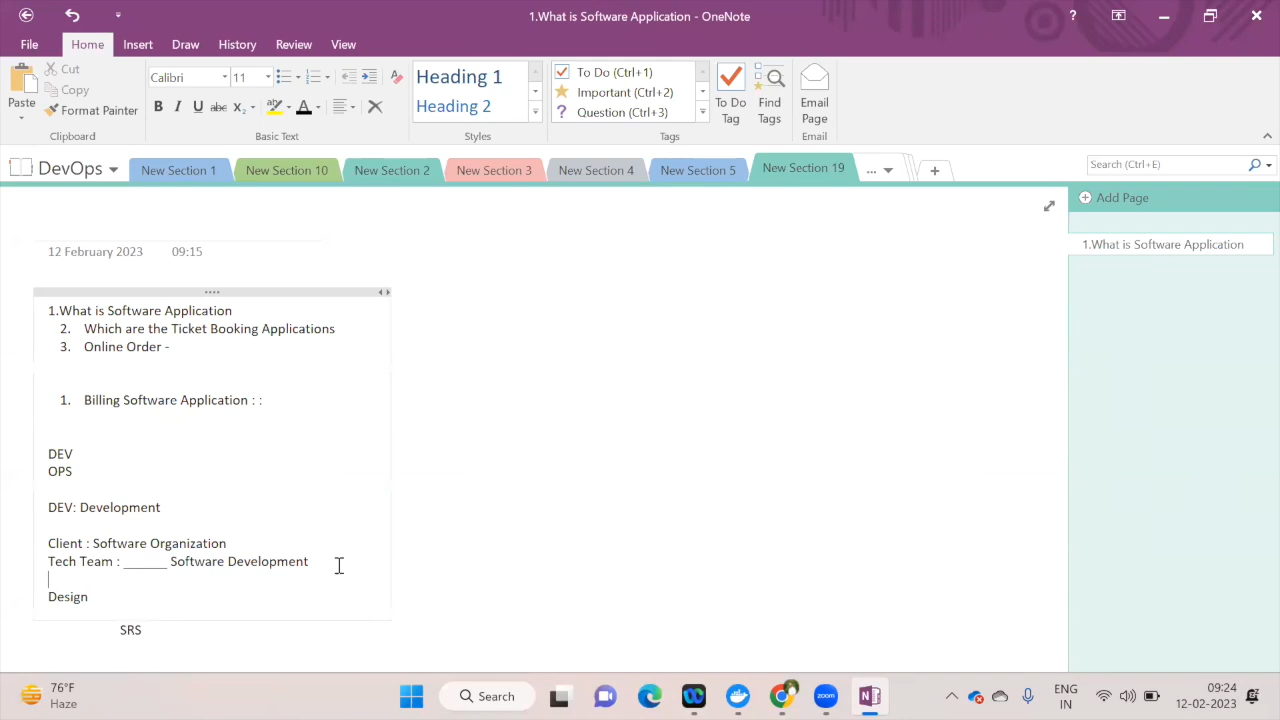 1.What is Software Application - OneNote
?
File
Home
Insert
Draw
History
Review
View
Cut
Copy
Format Painter
Paste
Clipboard
Calibri
11
B I U abc X₂
A
Basic Text
Heading 1
Heading 2
Styles
To Do (Ctrl+1)
Important (Ctrl+2)
? Question (Ctrl+3)
To Do
Tag
Find
Tags
Tags
Email
Page
Email
DevOps
New Section 1
New Section 10
New Section 2
New Section 3
New Section 4
New Section 5
New Section 19
...
Search (Ctrl+E)
Add Page
1.What is Software Application
12 February 2023 09:15
1.What is Software Application
2. Which are the Ticket Booking Applications
3. Online Order -
1. Billing Software Application : :
DEV
OPS
DEV: Development
Client : Software Organization
Tech Team : ______ Software Development
Design
SRS
76°F
Haze
Search
zoom
N
ENG
IN
09:24
12-02-2023